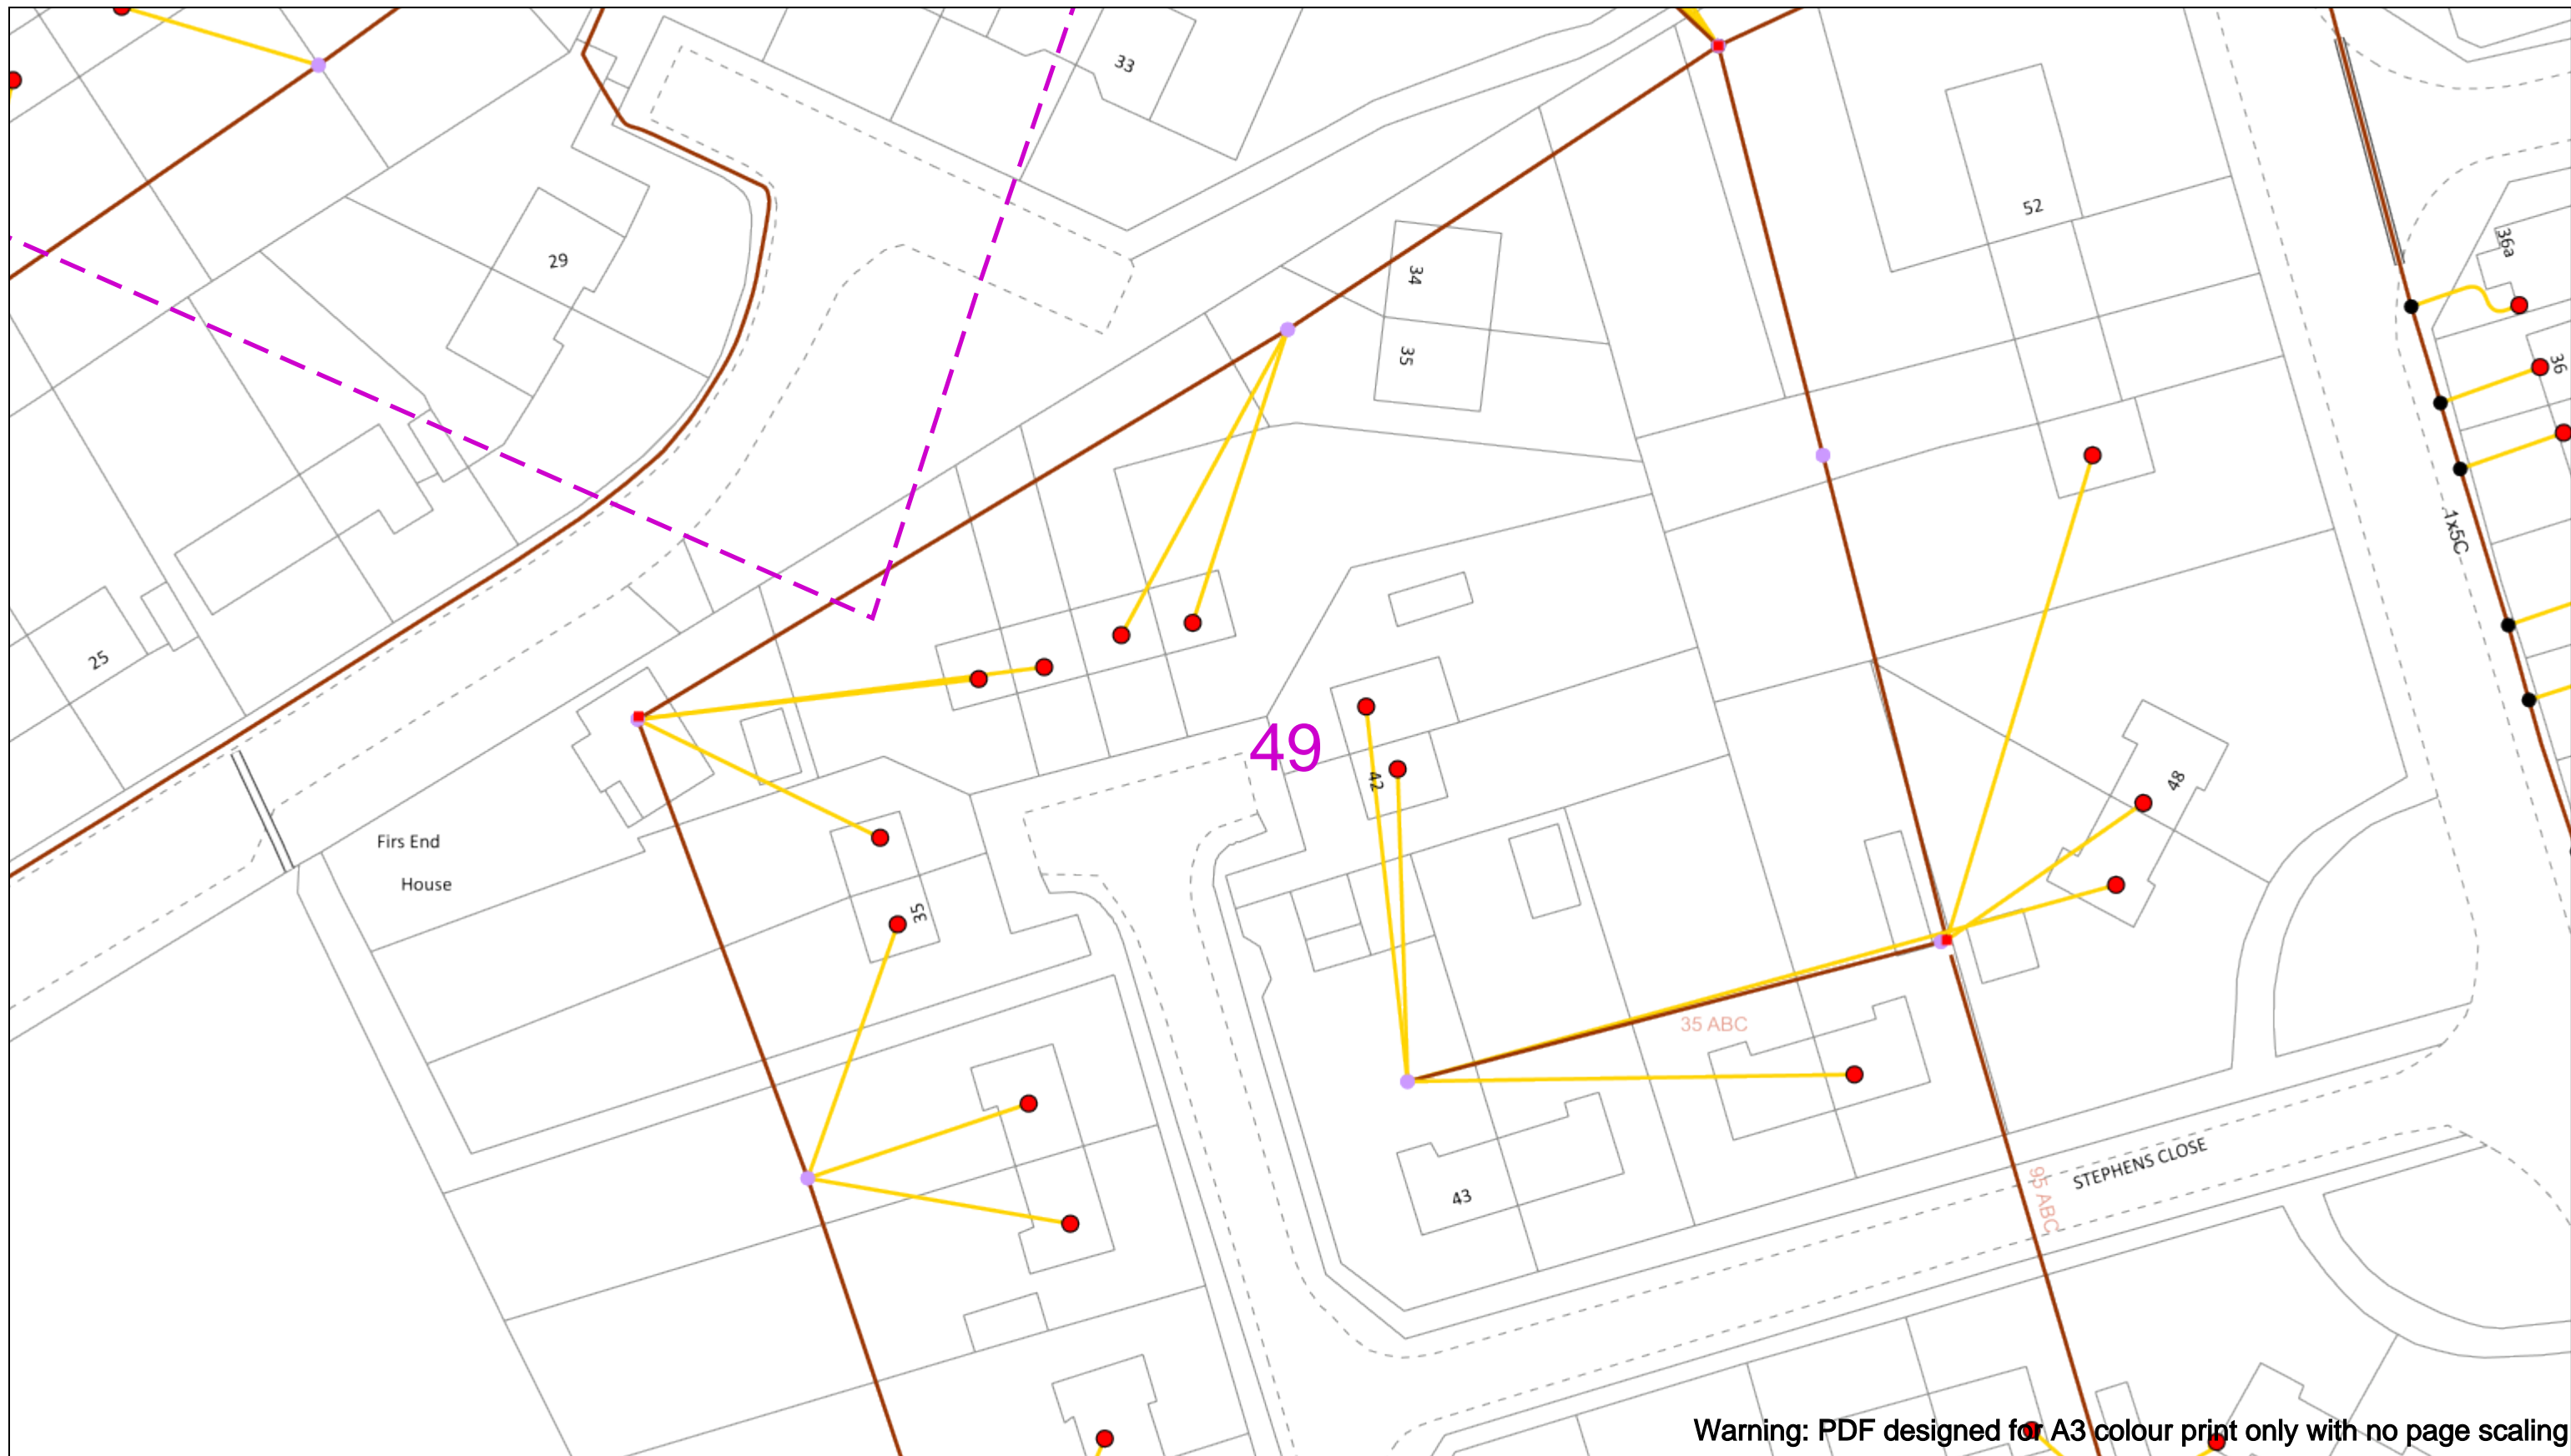 33
52
29
36a
34
35
36
1x5C
25
49
42
48
Firs End
House
35
35 ABC
STEPHENS CLOSE
43
95 ABC
Warning: PDF designed for A3 colour print only with no page scaling